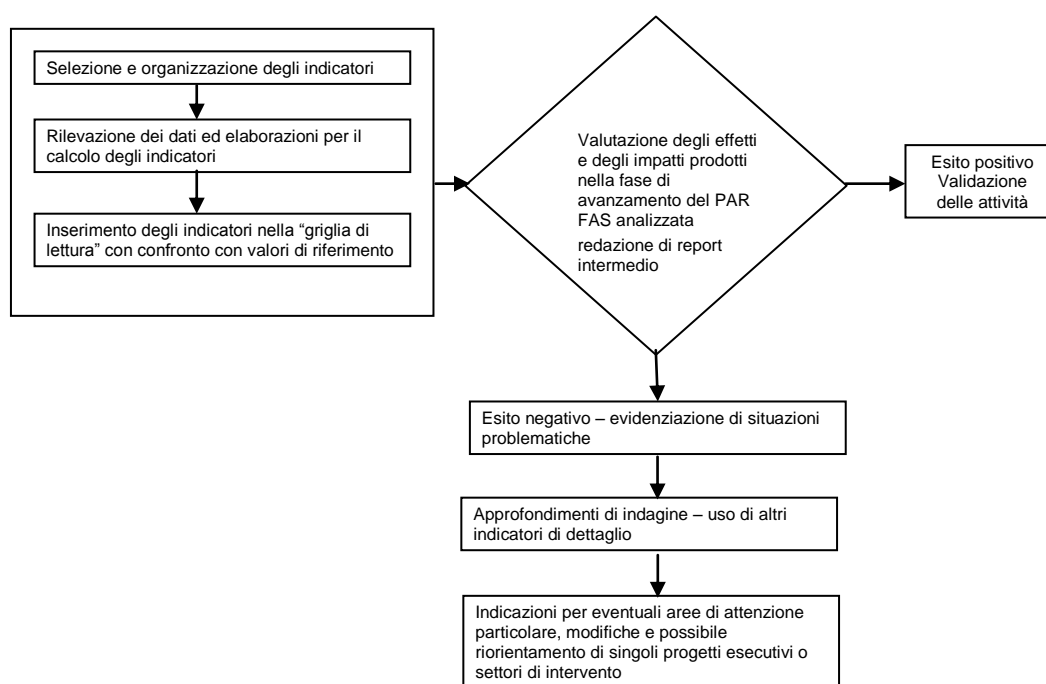 Selezione e organizzazione degli indicatori
Rilevazione dei dati ed elaborazioni per il
calcolo degli indicatori
Inserimento degli indicatori nella “griglia di
lettura” con confronto con valori di riferimento
Valutazione degli effetti
e degli impatti prodotti
nella fase di
avanzamento del PAR
FAS analizzata
redazione di report
intermedio
Esito positivo
Validazione
delle attività
Esito negativo – evidenziazione di situazioni
problematiche
Approfondimenti di indagine – uso di altri
indicatori di dettaglio
Indicazioni per eventuali aree di attenzione
particolare, modifiche e possibile
riorientamento di singoli progetti esecutivi o
settori di intervento